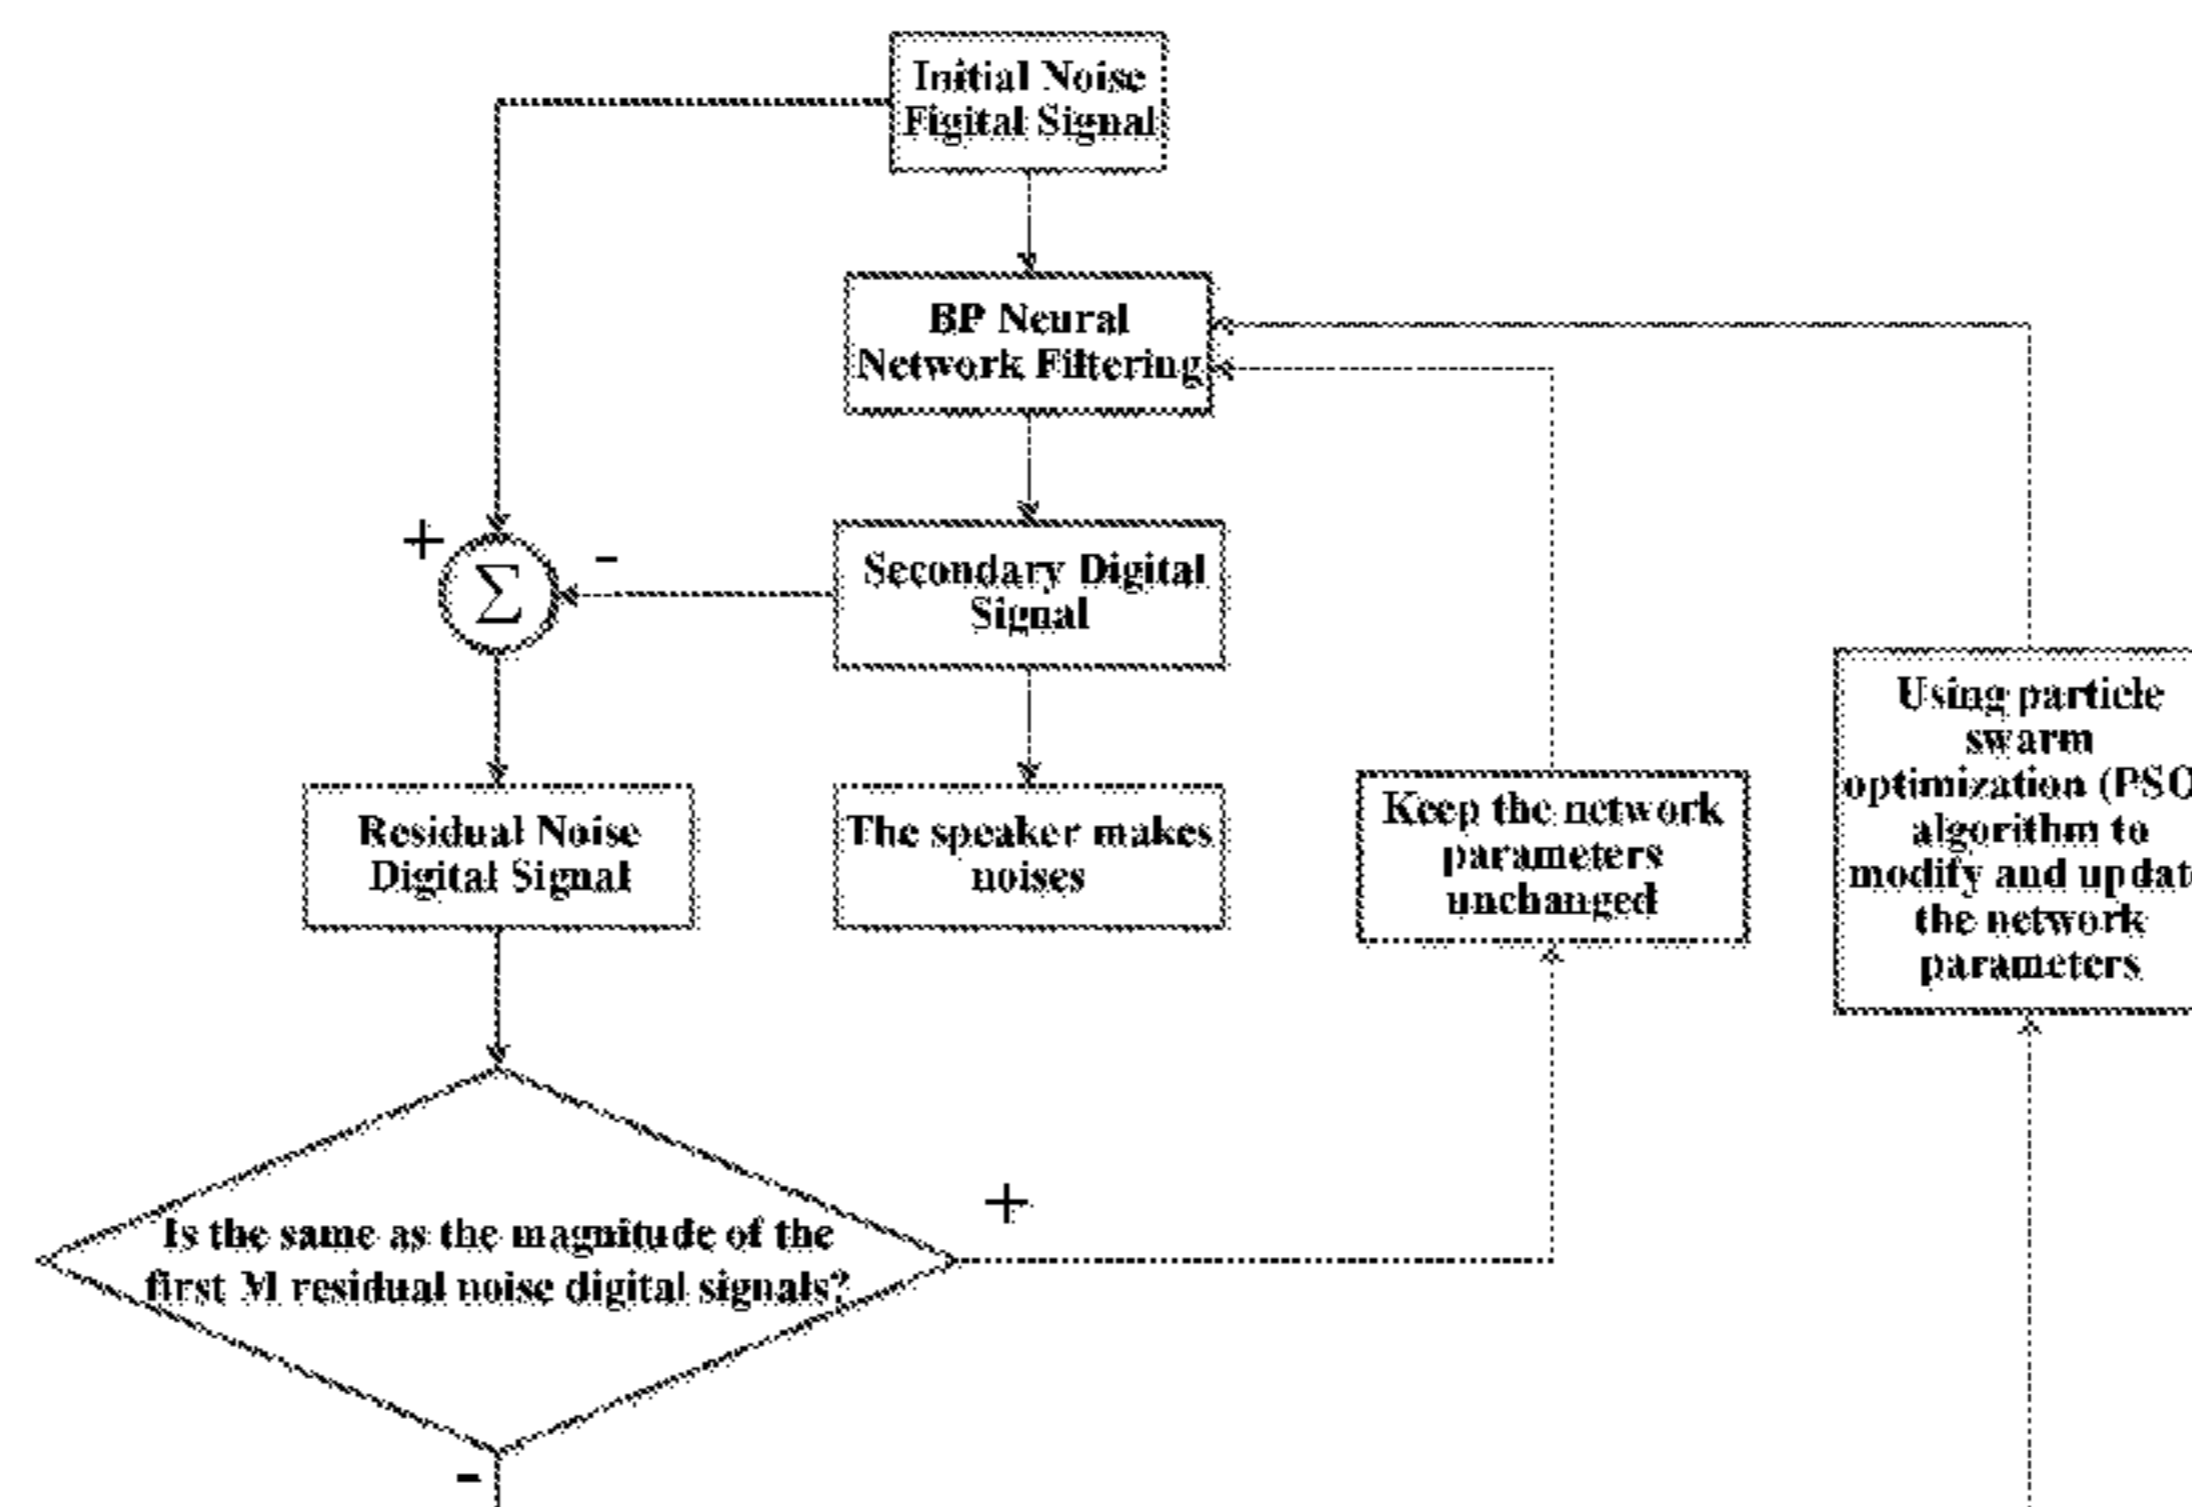 Initial Noise
Figital Signal
BP Neural
Network Filtering
+
-
Σ
Secondary Digital
Signal
Residual Noise
Digital Signal
The speaker makes
noises
Keep the network
parameters
unchanged
Using particle
swarm
optimization (PSO
algorithm to
modify and update
the network
parameters
+
Is the same as the magnitude of the
first M residual noise digital signals?
-